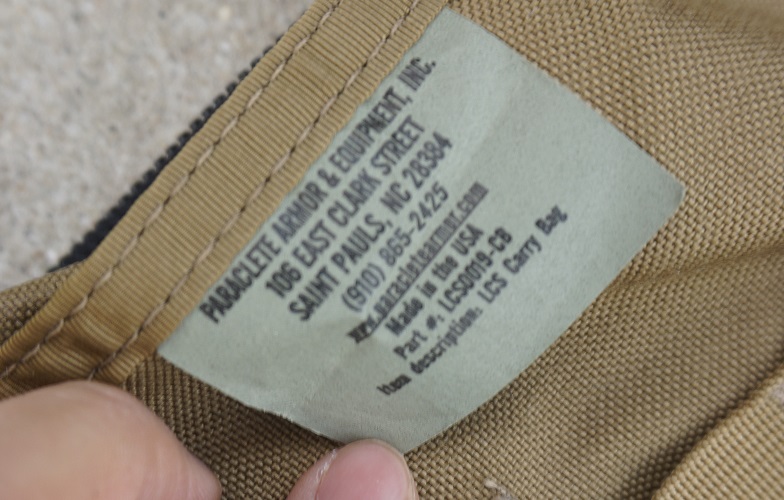 PARACLETE ARMOR & EQUIPMENT, INC.
106 EAST CLARK STREET
SAINT PAULS, NC 28384
(910) 865-2425
www.paracletearmor.com
Made in the USA
Part #: LCS0019-CB
Item description: LCS Carry Bag